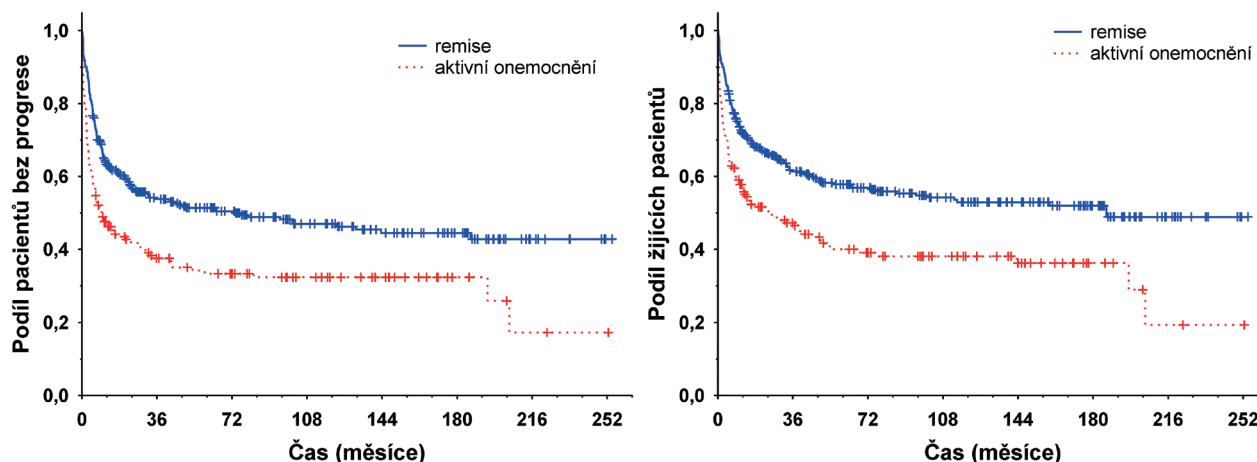 Podíl pacientů bez progrese
1,0
0,8
0,6
0,4
0,2
0,0
remise
aktivní onemocnění
0 36 72 108 144 180 216 252
Čas (měsíce)
Podíl žijících pacientů
1,0
0,8
0,6
0,4
0,2
0,0
remise
aktivní onemocnění
0 36 72 108 144 180 216 252
Čas (měsíce)